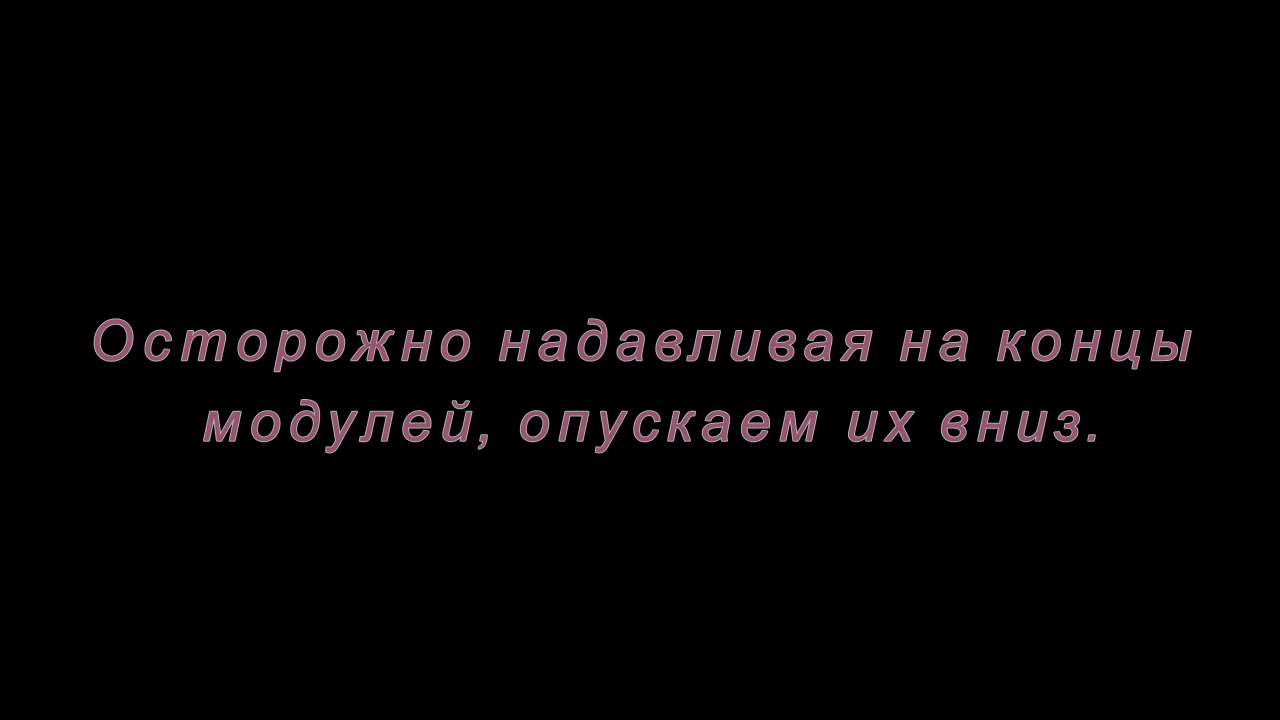 Осторожно надавливая на концы
модулей, опускаем их вниз.